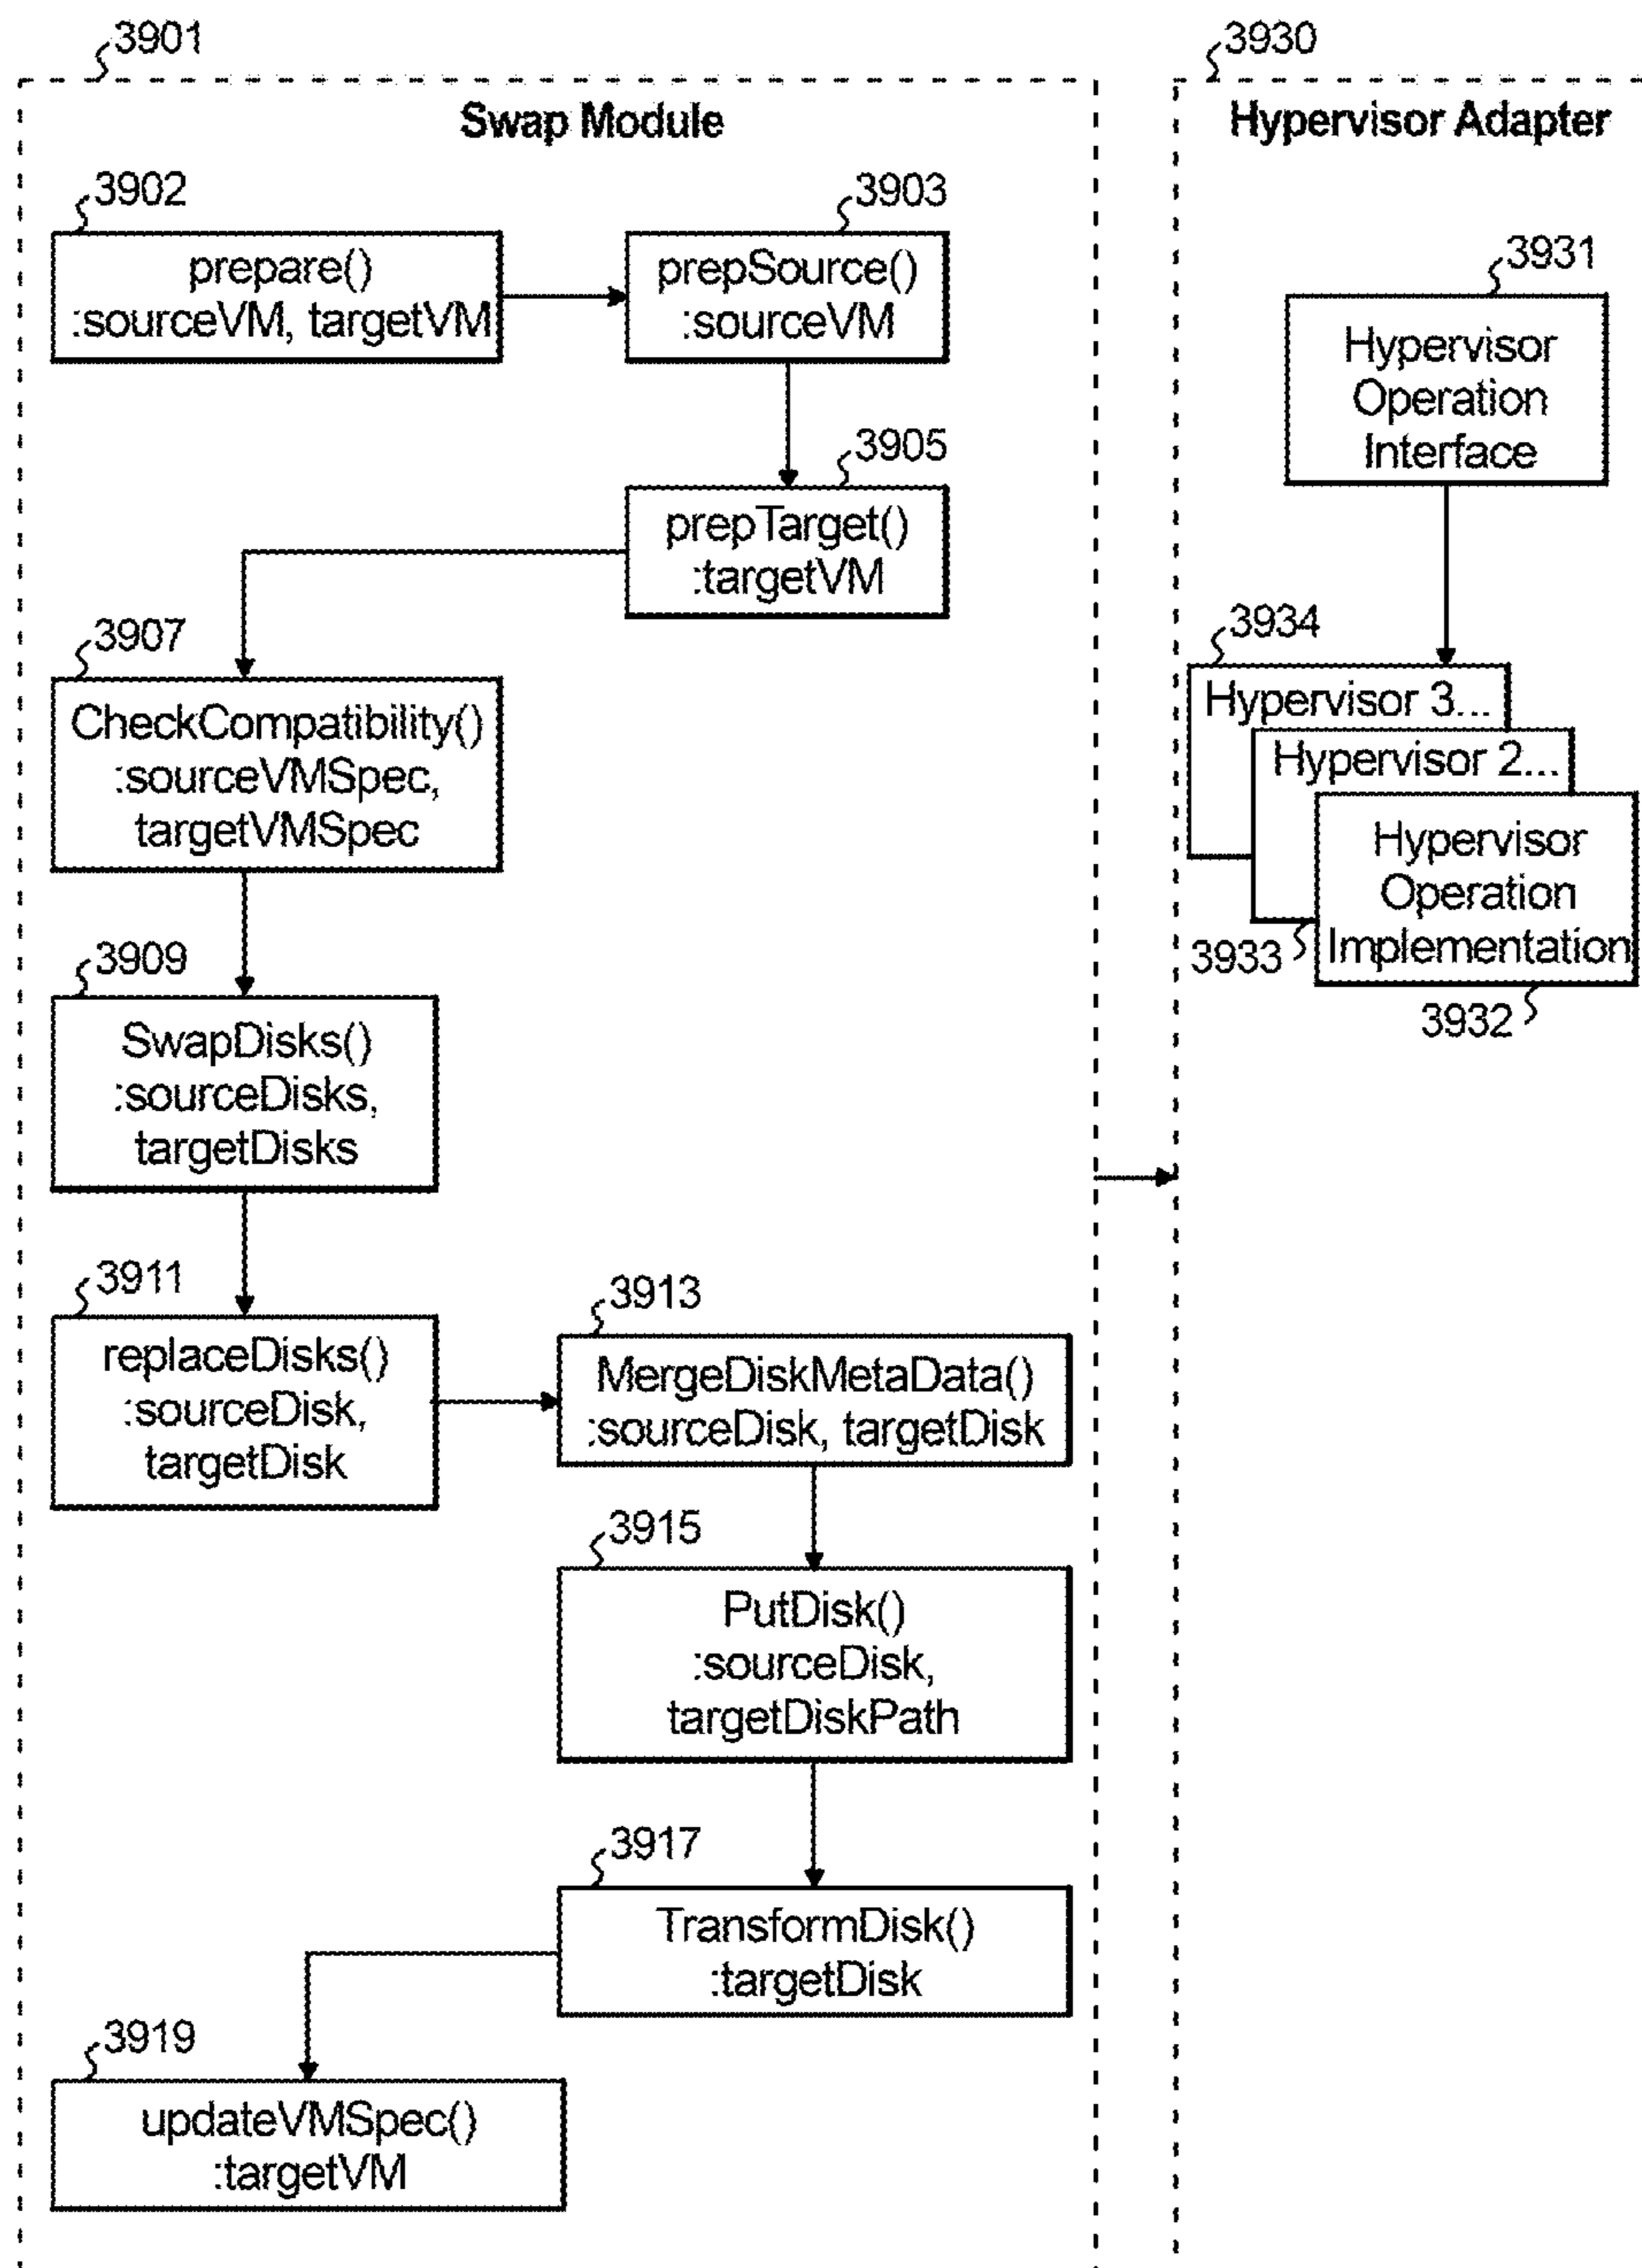 3901
Swap Module
3902
prepare()
:sourceVM, targetVM
3903
prepSource()
:sourceVM
3905
prepTarget()
:targetVM
3907
CheckCompatibility()
:sourceVMSpec,
targetVMSpec
3909
SwapDisks()
:sourceDisks,
targetDisks
3911
replaceDisks()
:sourceDisk,
targetDisk
3913
MergeDiskMetaData()
:sourceDisk, targetDisk
3915
PutDisk()
:sourceDisk,
targetDiskPath
3917
TransformDisk()
:targetDisk
3919
updateVMSpec()
:targetVM
3930
Hypervisor Adapter
3931
Hypervisor
Operation
Interface
3934
Hypervisor 3...
Hypervisor 2...
Hypervisor
Operation
Implementation
3933
3932